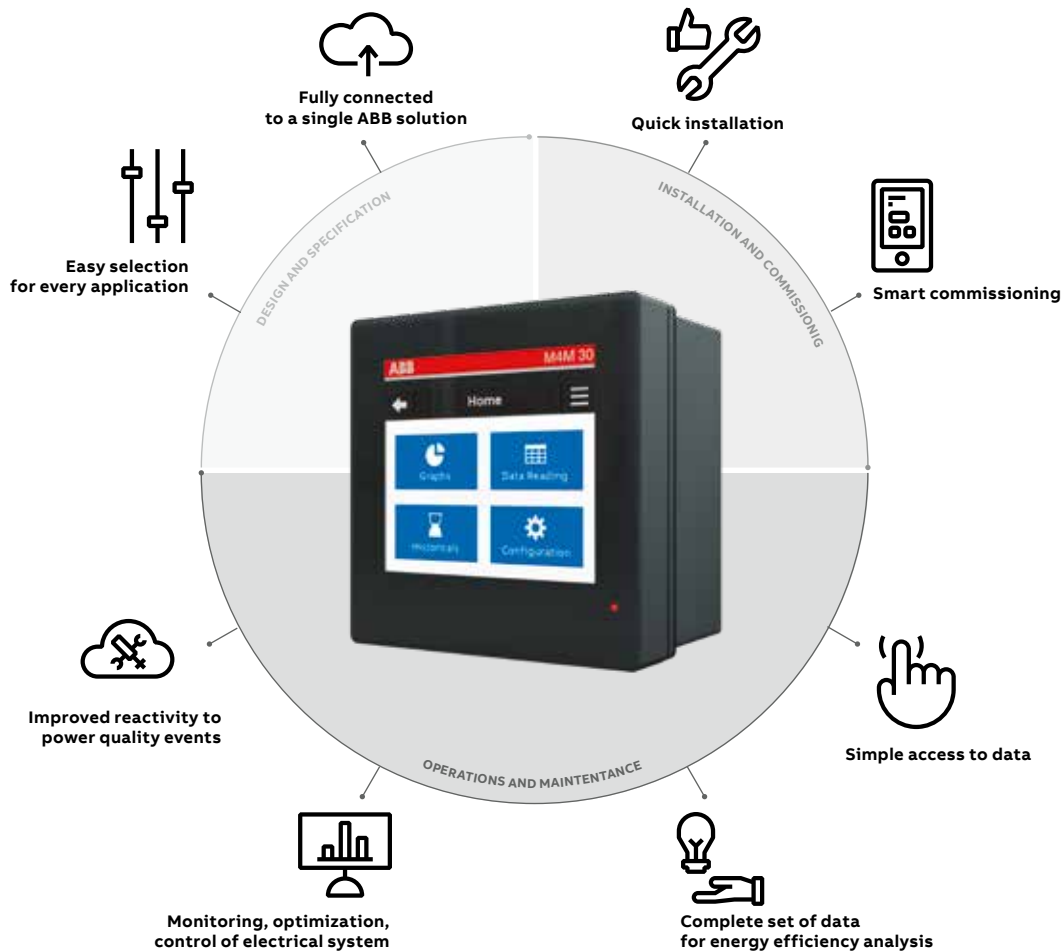 Fully connected
to a single ABB solution
Quick installation
Easy selection
for every application
Smart commissioning
DESIGN AND SPECIFICATION
INSTALLATION AND COMMISSIONIG
ABB
M4M 30
Home
Graphs
Data Reading
Historicals
Configuration
Improved reactivity to
power quality events
Simple access to data
OPERATIONS AND MAINTENTANCE
Monitoring, optimization,
control of electrical system
Complete set of data
for energy efficiency analysis